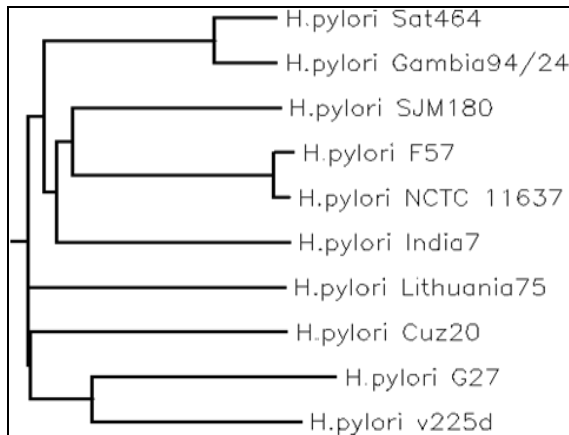 H.pylori Sat464
H.pylori Gambia94/24
H.pylori SJM180
H.pylori F57
H.pylori NCTC 11637
H.pylori India7
H.pylori Lithuania75
H.pylori Cuz20
H.pylori G27
H.pylori v225d